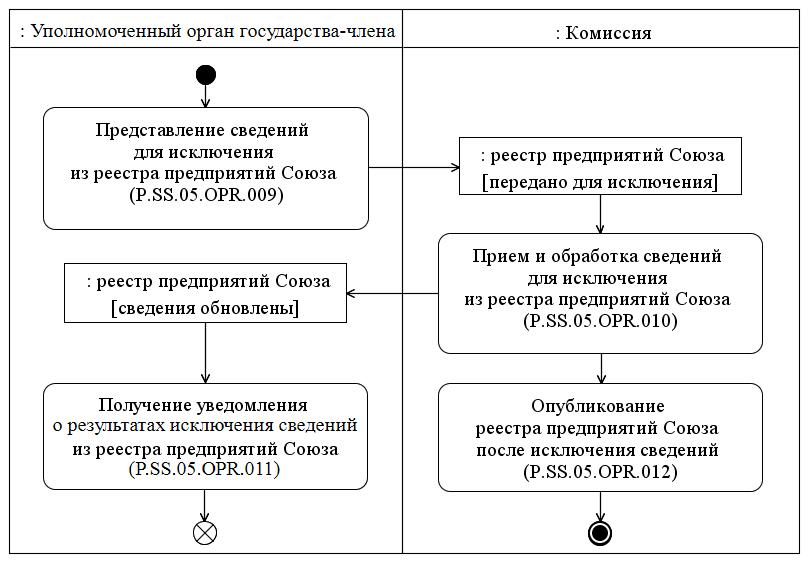 : Уполномоченный орган государства-члена
: Комиссия
Представление сведений
для исключения
из реестра предприятий Союза
(P.SS.05.OPR.009)
: реестр предприятий Союза
[передано для исключения]
Прием и обработка сведений
для исключения
из реестра предприятий Союза
(P.SS.05.OPR.010)
: реестр предприятий Союза
[сведения обновлены]
Получение уведомления
о результатах исключения сведений
из реестра предприятий Союза
(P.SS.05.OPR.011)
Опубликование
реестра предприятий Союза
после исключения сведений
(P.SS.05.OPR.012)